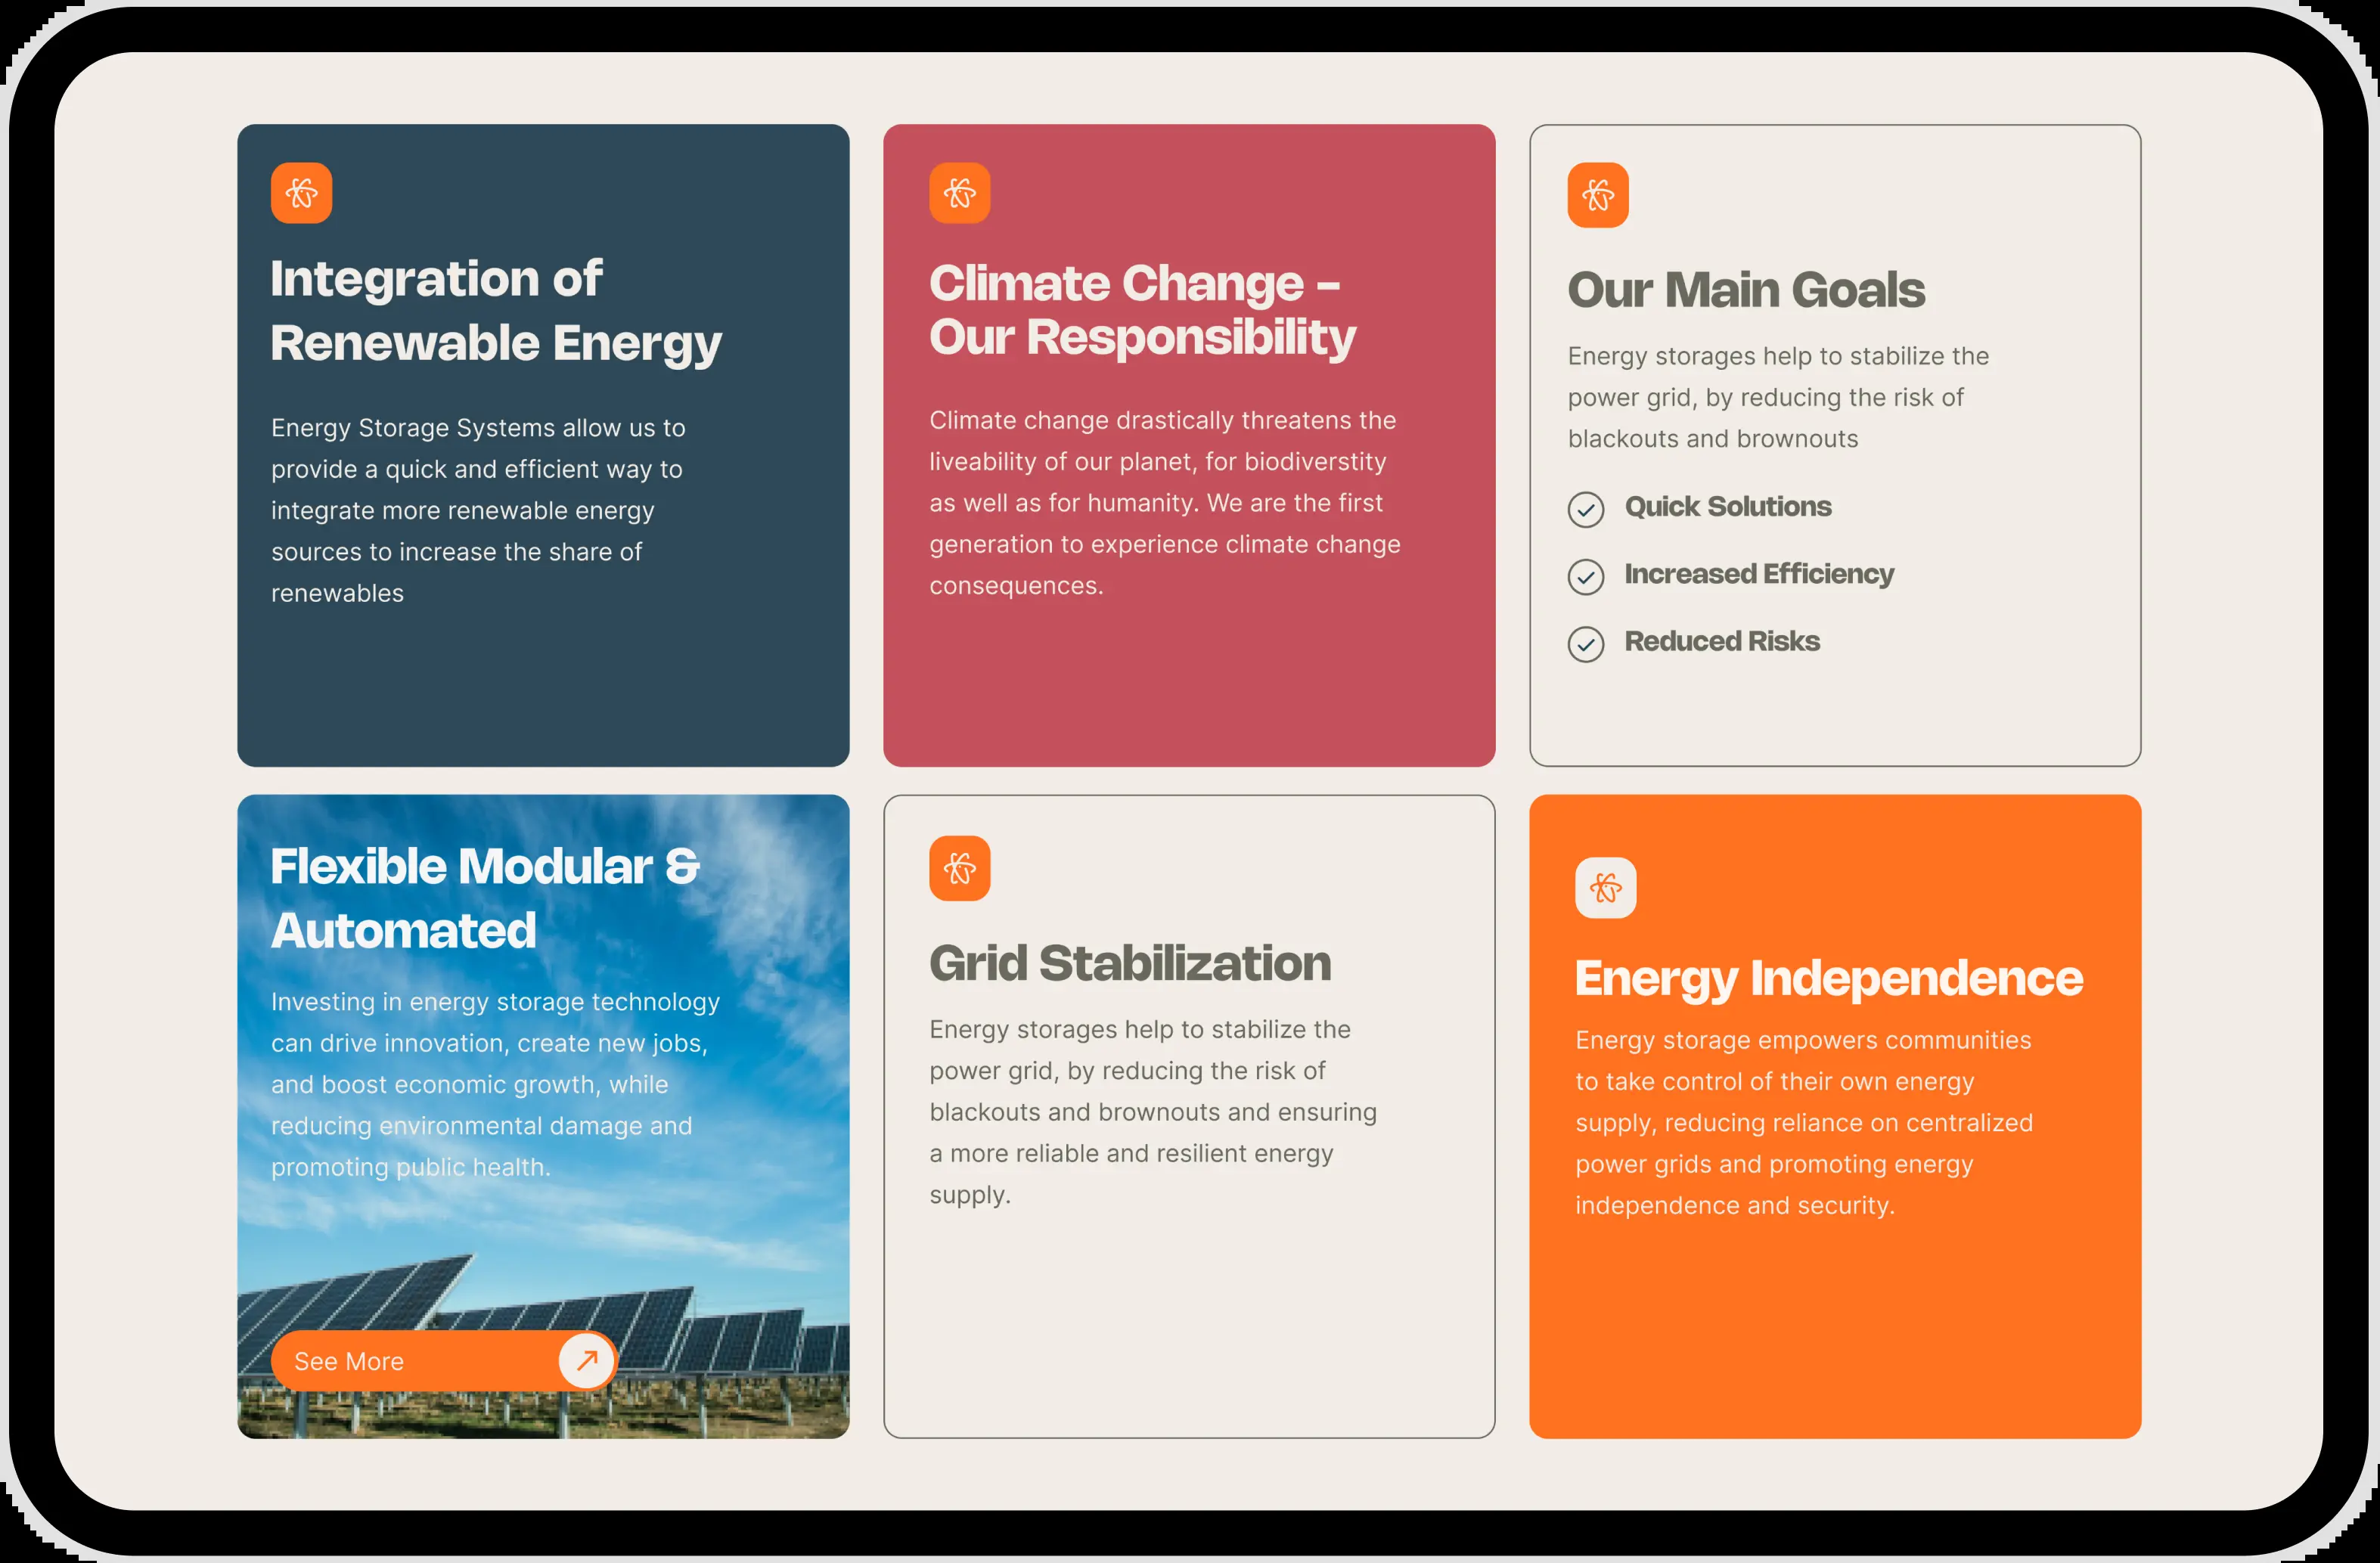 Integration of
Renewable Energy
Energy Storage Systems allow us to
provide a quick and efficient way to
integrate more renewable energy
sources to increase the share of
renewables
Climate Change –
Our Responsibility
Climate change drastically threatens the
liveability of our planet, for biodiverstity
as well as for humanity. We are the first
generation to experience climate change
consequences.
Our Main Goals
Energy storages help to stabilize the
power grid, by reducing the risk of
blackouts and brownouts
Quick Solutions
Increased Efficiency
Reduced Risks
Flexible Modular &
Automated
Investing in energy storage technology
can drive innovation, create new jobs,
and boost economic growth, while
reducing environmental damage and
promoting public health.
See More
Grid Stabilization
Energy storages help to stabilize the
power grid, by reducing the risk of
blackouts and brownouts and ensuring
a more reliable and resilient energy
supply.
Energy Independence
Energy storage empowers communities
to take control of their own energy
supply, reducing reliance on centralized
power grids and promoting energy
independence and security.